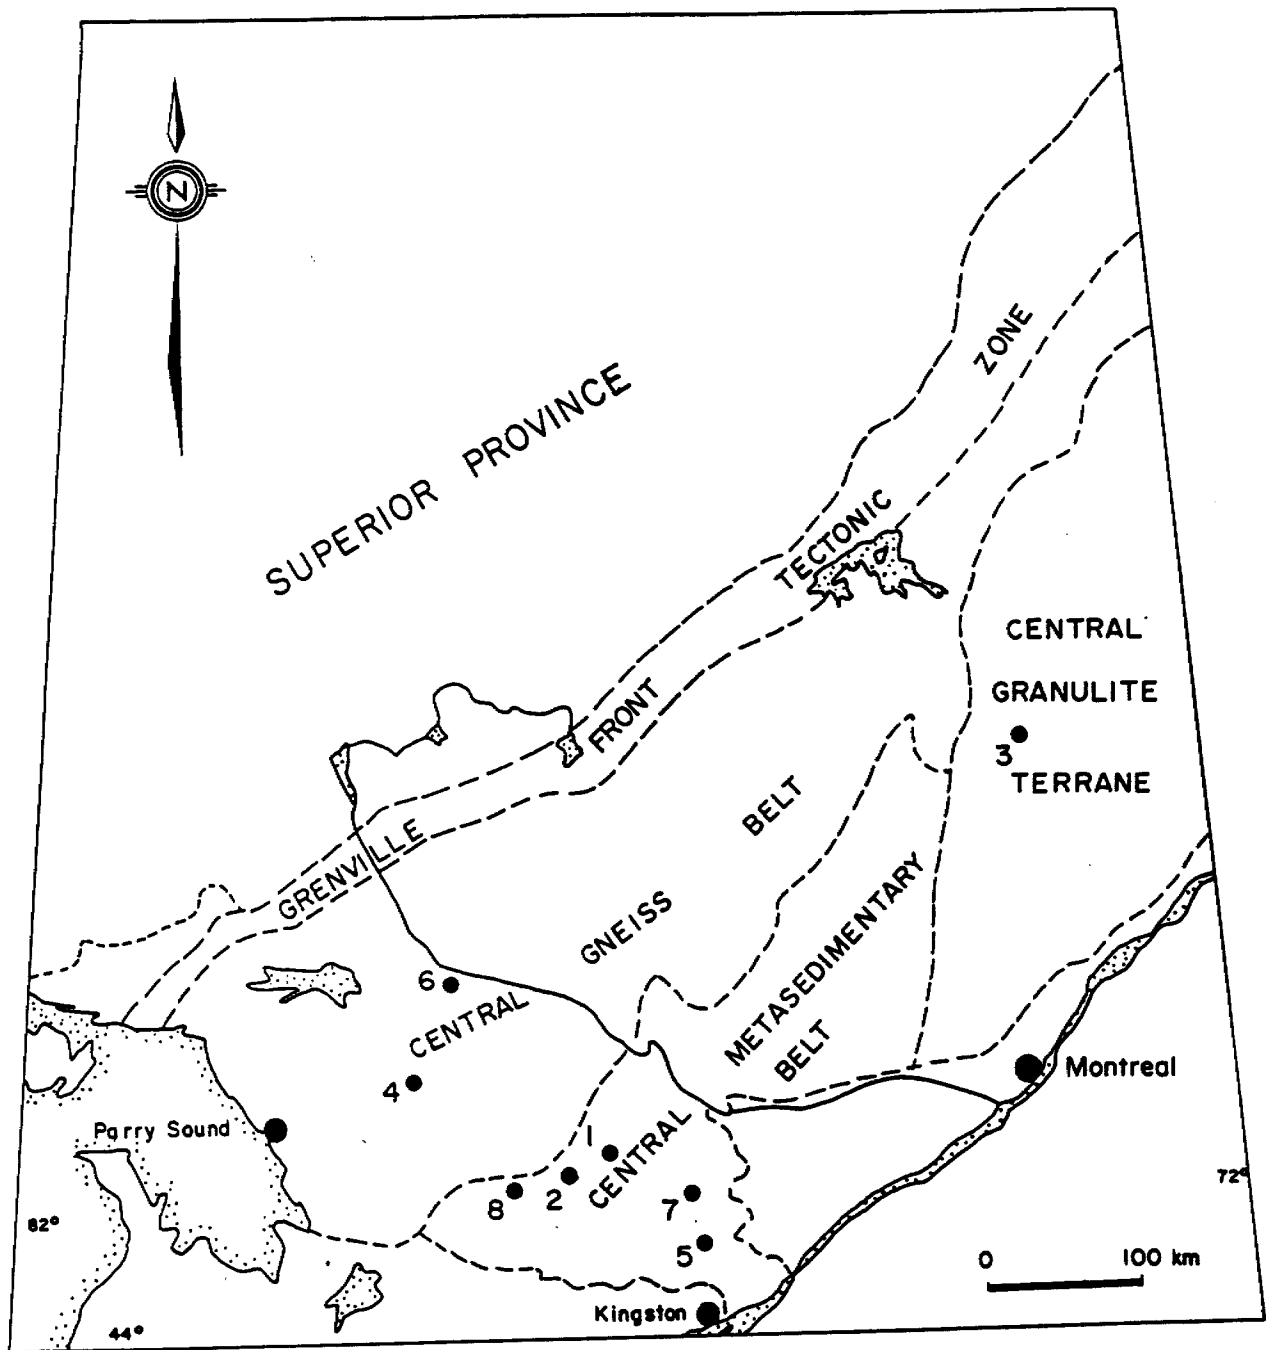 N
SUPERIOR PROVINCE
GRENVILLE FRONT TECTONIC ZONE
CENTRAL
GRANULITE
3
TERRANE
CENTRAL GNEISS BELT
CENTRAL METASEDIMENTARY
BELT
6
4
Parry Sound
Montreal
1
2
8
7
5
Kingston
82°
72°
44°
0 100 km